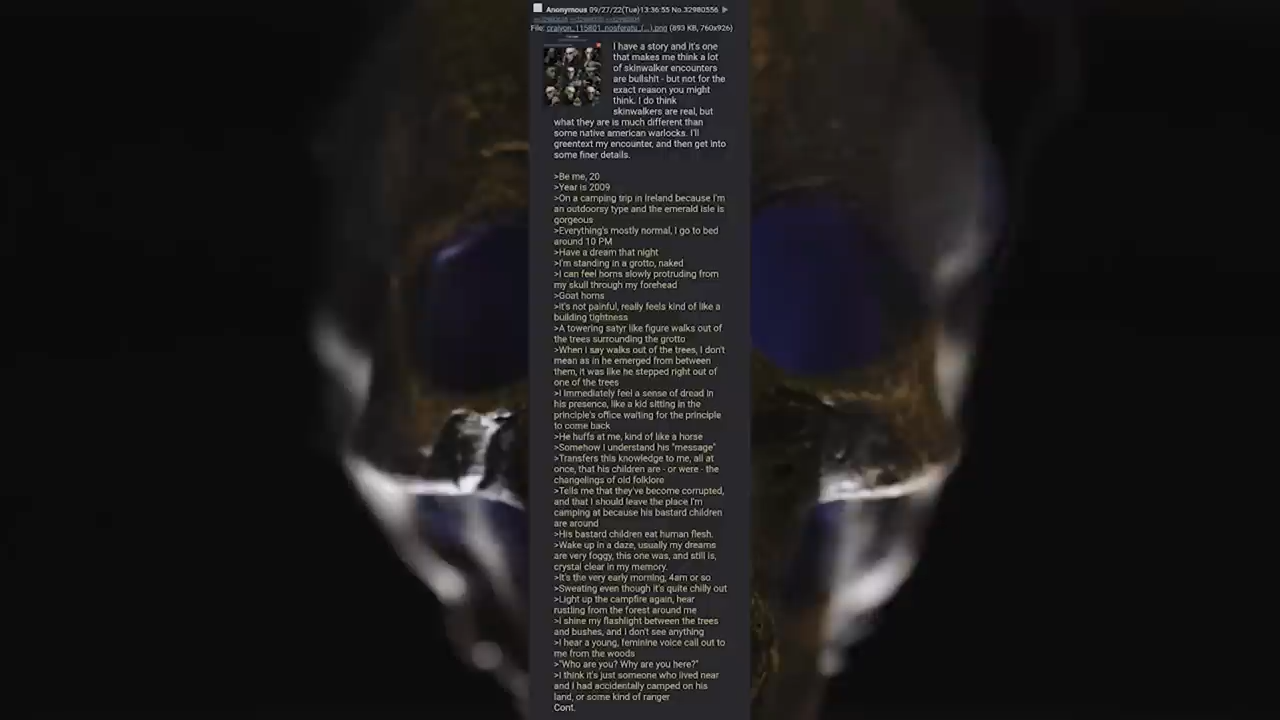 Anonymous 09/27/22(Tue)13:36:55 No.32980556
File: craiyon_115801_nosferatu_(...).png (893 KB, 760x926)
I have a story and it's one
that makes me think a lot
of skinwalker encounters
are bullshit - but not for the
exact reason you might
think. I do think
skinwalkers are real, but
what they are is much different than
some native american warlocks. I'll
greentext my encounter, and then get into
some finer details.
>Be me, 20
>Year is 2009
>On a camping trip in Ireland because I'm
an outdoorsy type and the emerald isle is
gorgeous
>Everything's mostly normal, I go to bed
around 10 PM
>Have a dream that night
>I'm standing in a grotto, naked
>I can feel horns slowly protruding from
my skull through my forehead
>Goat horns
>It's not painful, really feels kind of like a
building tightness
>A towering satyr like figure walks out of
the trees surrounding the grotto
>When I say walks out of the trees, I don't
mean as in he emerged from between
them, it was like he stepped right out of
one of the trees
>I immediately feel a sense of dread in
his presence, like a kid sitting in the
principle's office waiting for the principle
to come back
>He huffs at me, kind of like a horse
>Somehow I understand his "message"
>Transfers this knowledge to me, all at
once, that his children are - or were - the
changelings of old folklore
>Tells me that they've become corrupted,
and that I should leave the place I'm
camping at because his bastard children
are around
>His bastard children eat human flesh.
>Wake up in a daze, usually my dreams
are very foggy, this one was, and still is,
crystal clear in my memory.
>It's the very early morning, 4am or so
>Sweating even though it's quite chilly out
>Light up the campfire again, hear
rustling from the forest around me
>I shine my flashlight between the trees
and bushes, and I don't see anything
>I hear a young, feminine voice call out to
me from the woods
>"Who are you? Why are you here?"
>I think it's just someone who lived near
and I had accidentally camped on his
land, or some kind of ranger
Cont.